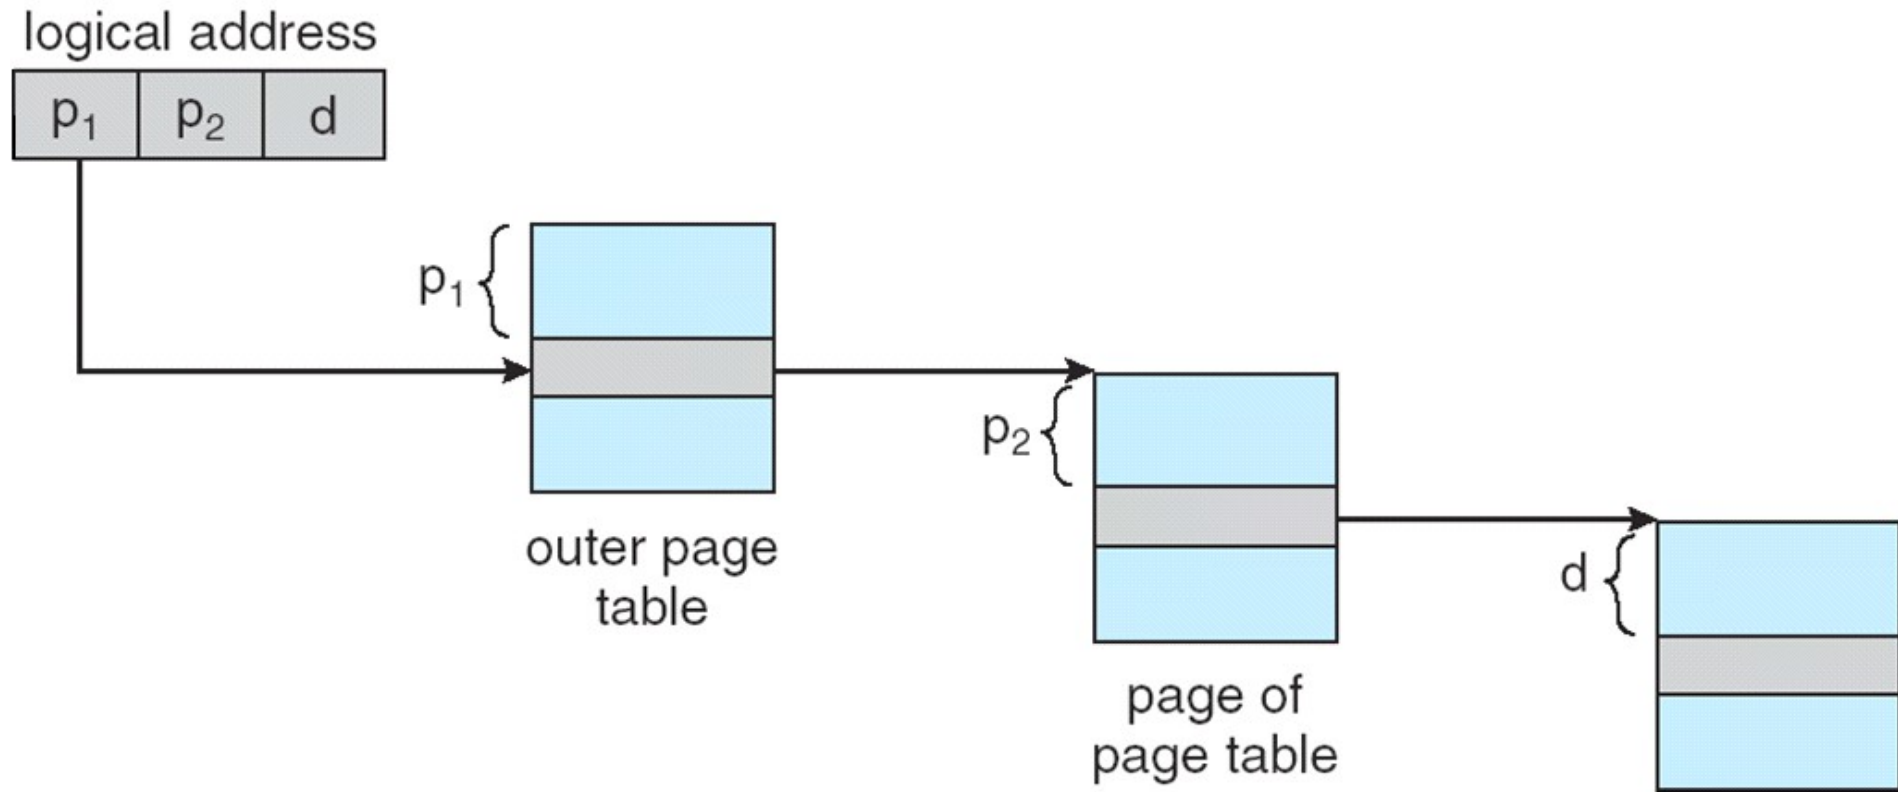 logical address
p₁ p₂ d
p₁
outer page
table
p₂
page of
page table
d